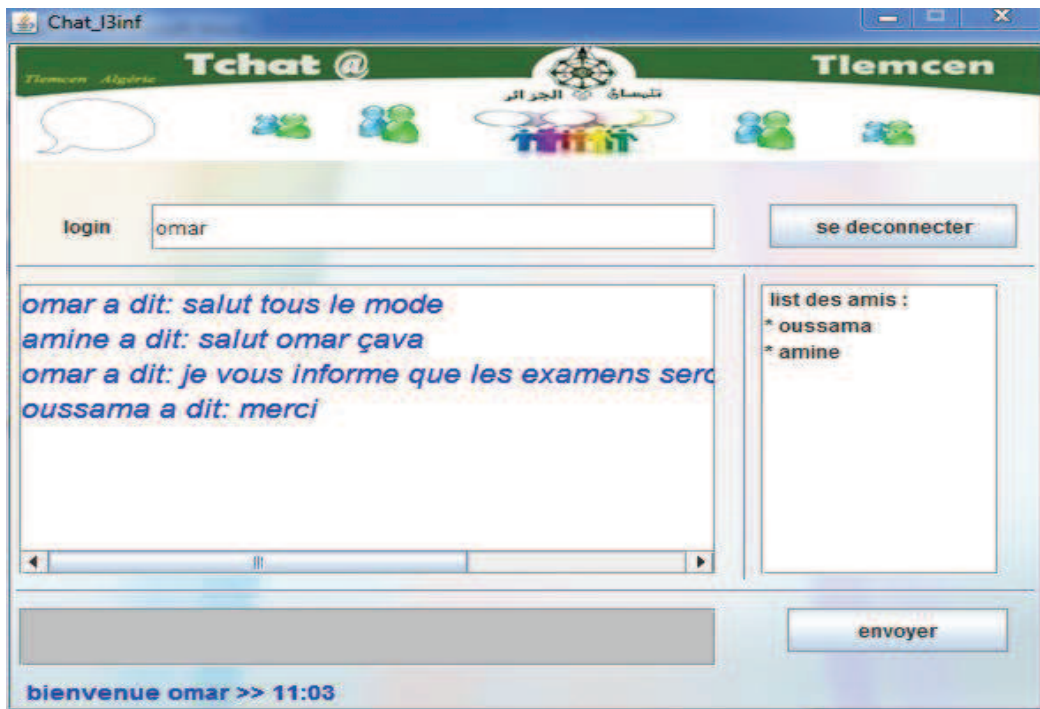 Chat_l3inf
Tchat @
Tlemcen
Tlemcen Algérie
تلمسان الجزائر
login
omar
se deconnecter
omar a dit: salut tous le mode
amine a dit: salut omar çava
omar a dit: je vous informe que les examens serc
oussama a dit: merci
list des amis :
* oussama
* amine
envoyer
bienvenue omar >> 11:03